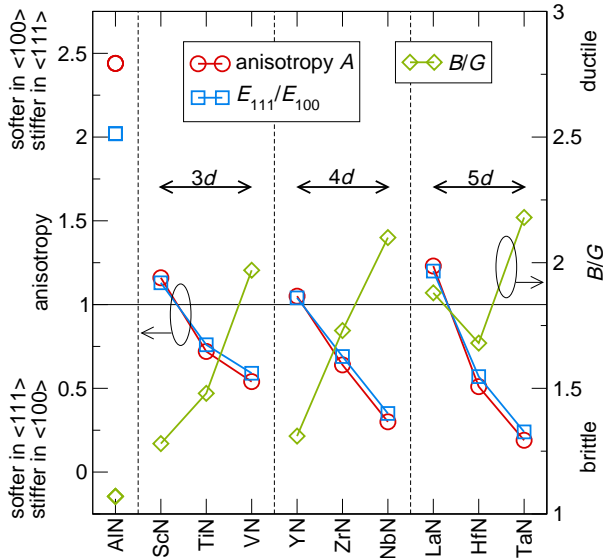 softer in <100>
stiffer in <111>
anisotropy
softer in <111>
stiffer in <100>
2.5
2
1.5
1
0.5
0
anisotropy A
E111/E100
B/G
3d
4d
5d
3
2.5
2
1.5
1
ductile
B/G
brittle
AlN
ScN
TiN
VN
YN
ZrN
NbN
LaN
HfN
TaN